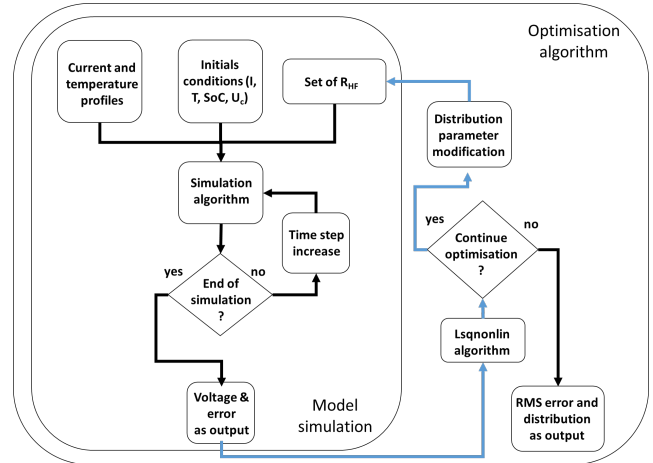 Optimisation
algorithm
Current and
temperature
profiles
Initials
conditions (I,
T, SoC, Uc)
Set of RHF
Distribution
parameter
modification
Simulation
algorithm
Time step
increase
yes
no
End of
simulation
?
yes
no
Continue
optimisation
?
Lsqnonlin
algorithm
Voltage &
error
as output
Model
simulation
RMS error and
distribution
as output